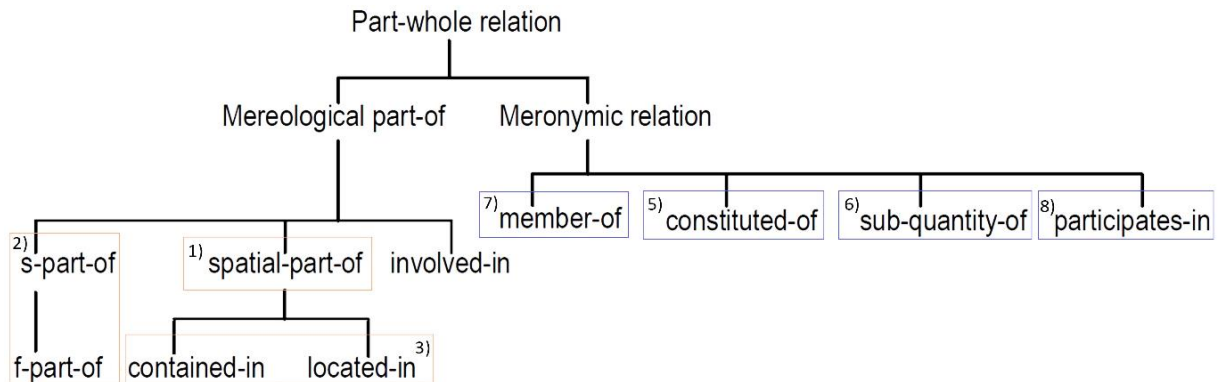 Part-whole relation
Mereological part-of Meronymic relation
7) member-of 5) constituted-of 6) sub-quantity-of 8) participates-in
2) s-part-of 1) spatial-part-of involved-in
f-part-of contained-in located-in 3)